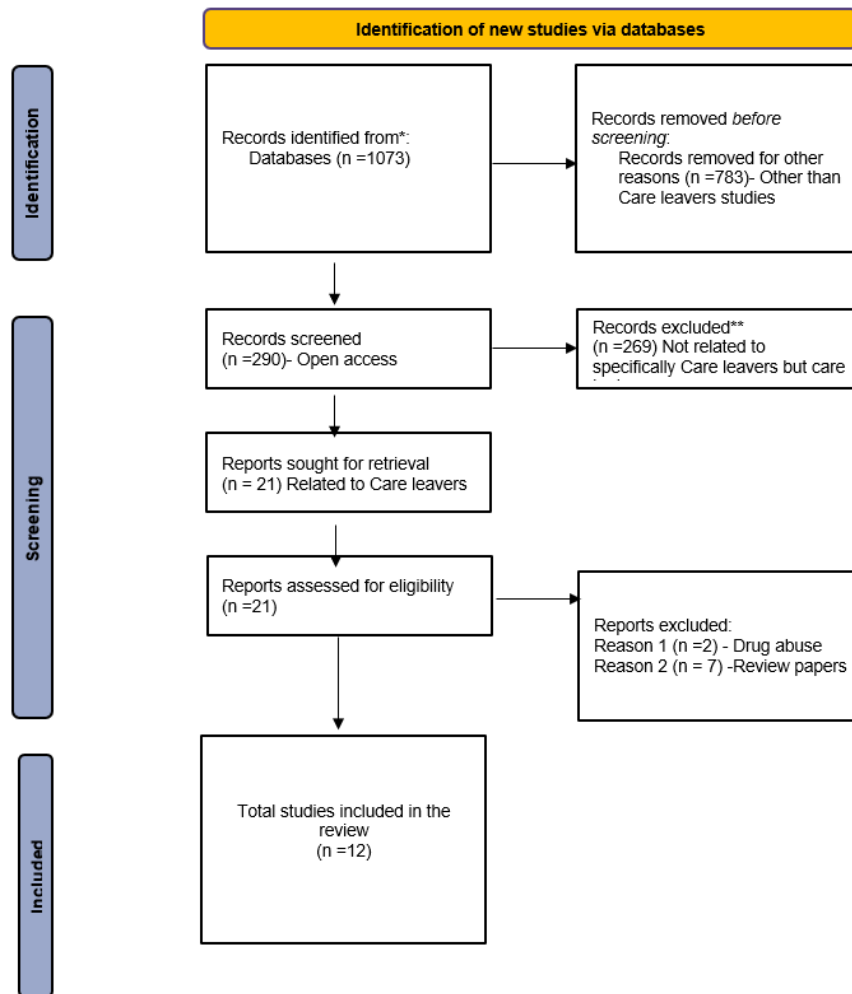 Identification of new studies via databases
Identification
Records identified from*:
Databases (n =1073)
Records removed before
screening:
Records removed for other
reasons (n =783)- Other than
Care leavers studies
Screening
Records screened
(n =290)- Open access
Records excluded**
(n =269) Not related to
specifically Care leavers but care
Reports sought for retrieval
(n = 21) Related to Care leavers
Reports assessed for eligibility
(n =21)
Reports excluded:
Reason 1 (n =2) - Drug abuse
Reason 2 (n = 7) -Review papers
Included
Total studies included in the
review
(n =12)